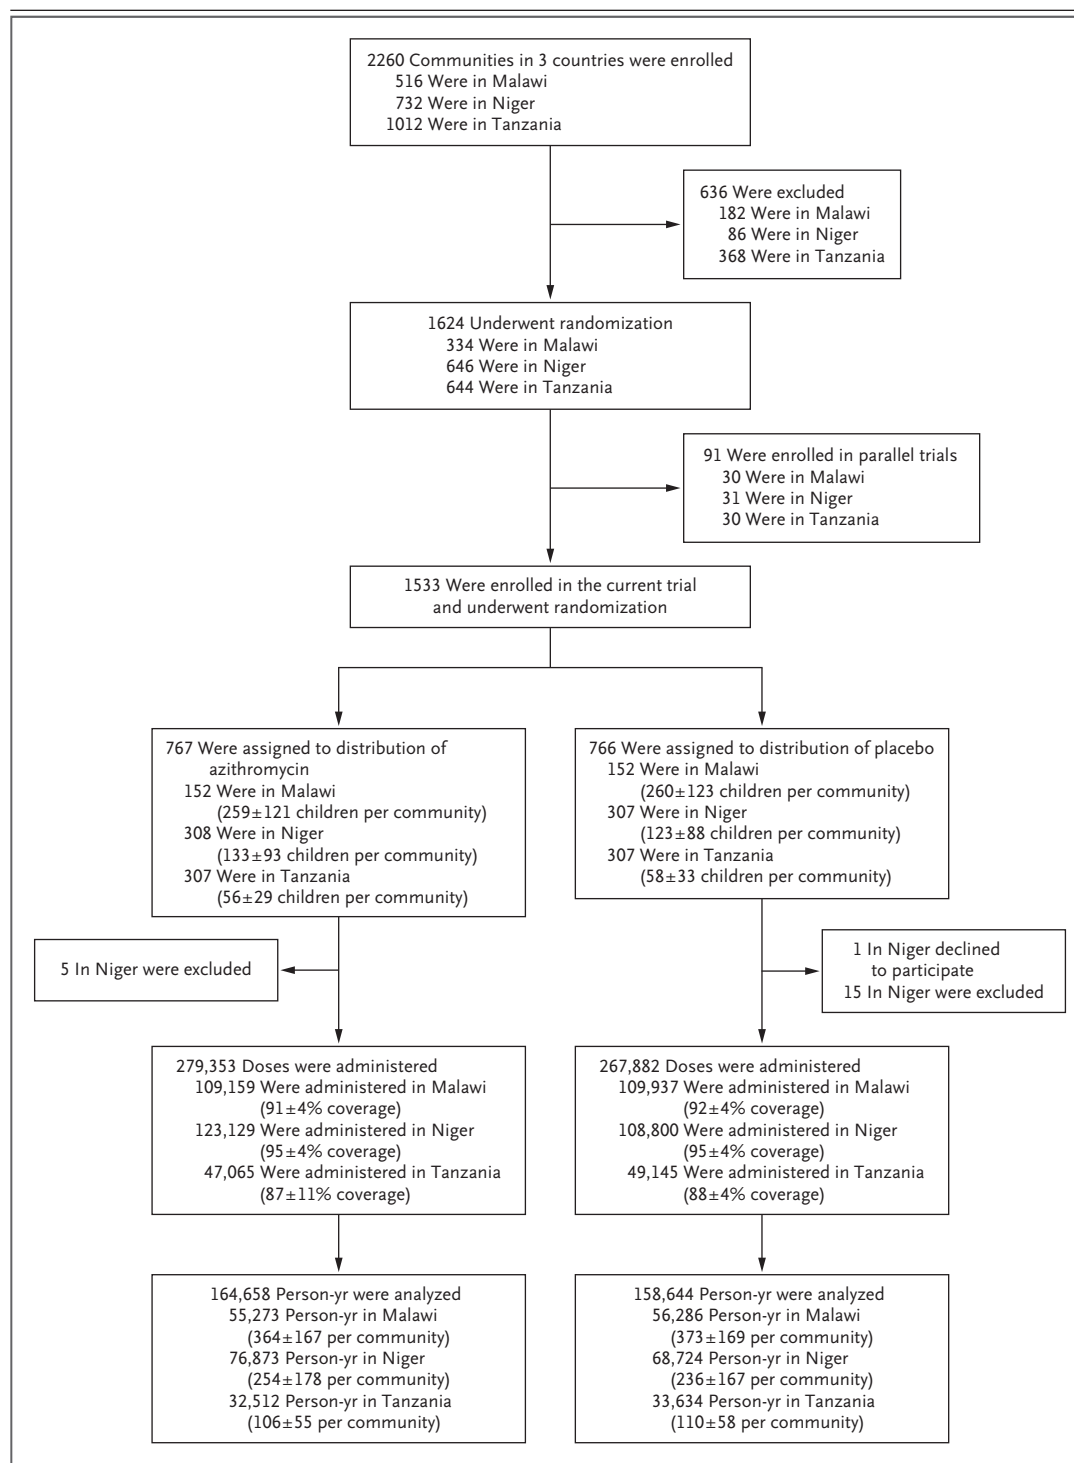 2260 Communities in 3 countries were enrolled
516 Were in Malawi
732 Were in Niger
1012 Were in Tanzania
636 Were excluded
182 Were in Malawi
86 Were in Niger
368 Were in Tanzania
1624 Underwent randomization
334 Were in Malawi
646 Were in Niger
644 Were in Tanzania
91 Were enrolled in parallel trials
30 Were in Malawi
31 Were in Niger
30 Were in Tanzania
1533 Were enrolled in the current trial
and underwent randomization
767 Were assigned to distribution of
azithromycin
152 Were in Malawi
(259±121 children per community)
308 Were in Niger
(133±93 children per community)
307 Were in Tanzania
(56±29 children per community)
766 Were assigned to distribution of placebo
152 Were in Malawi
(260±123 children per community)
307 Were in Niger
(123±88 children per community)
307 Were in Tanzania
(58±33 children per community)
5 In Niger were excluded
1 In Niger declined
to participate
15 In Niger were excluded
279,353 Doses were administered
109,159 Were administered in Malawi
(91±4% coverage)
123,129 Were administered in Niger
(95±4% coverage)
47,065 Were administered in Tanzania
(87±11% coverage)
267,882 Doses were administered
109,937 Were administered in Malawi
(92±4% coverage)
108,800 Were administered in Niger
(95±4% coverage)
49,145 Were administered in Tanzania
(88±4% coverage)
164,658 Person-yr were analyzed
55,273 Person-yr in Malawi
(364±167 per community)
76,873 Person-yr in Niger
(254±178 per community)
32,512 Person-yr in Tanzania
(106±55 per community)
158,644 Person-yr were analyzed
56,286 Person-yr in Malawi
(373±169 per community)
68,724 Person-yr in Niger
(236±167 per community)
33,634 Person-yr in Tanzania
(110±58 per community)